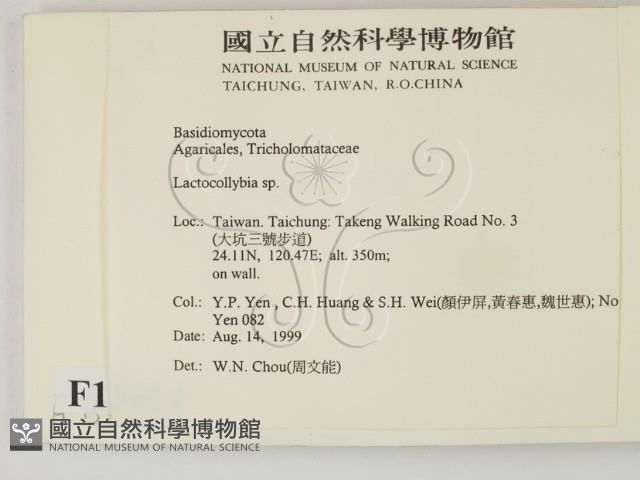 國立自然科學博物館
NATIONAL MUSEUM OF NATURAL SCIENCE
TAICHUNG, TAIWAN, R.O.CHINA
Basidiomycota
Agaricales, Tricholomataceae
Lactocollybia sp.
Loc.: Taiwan. Taichung: Takeng Walking Road No. 3
(大坑三號步道)
24.11N, 120.47E; alt. 350m;
on wall.
Col.: Y.P. Yen , C.H. Huang & S.H. Wei(顏伊屏,黃春惠,魏世惠); No
Yen 082
Date: Aug. 14, 1999
Det.: W.N. Chou(周文能)
F1
國立自然科學博物館
NATIONAL MUSEUM OF NATURAL SCIENCE